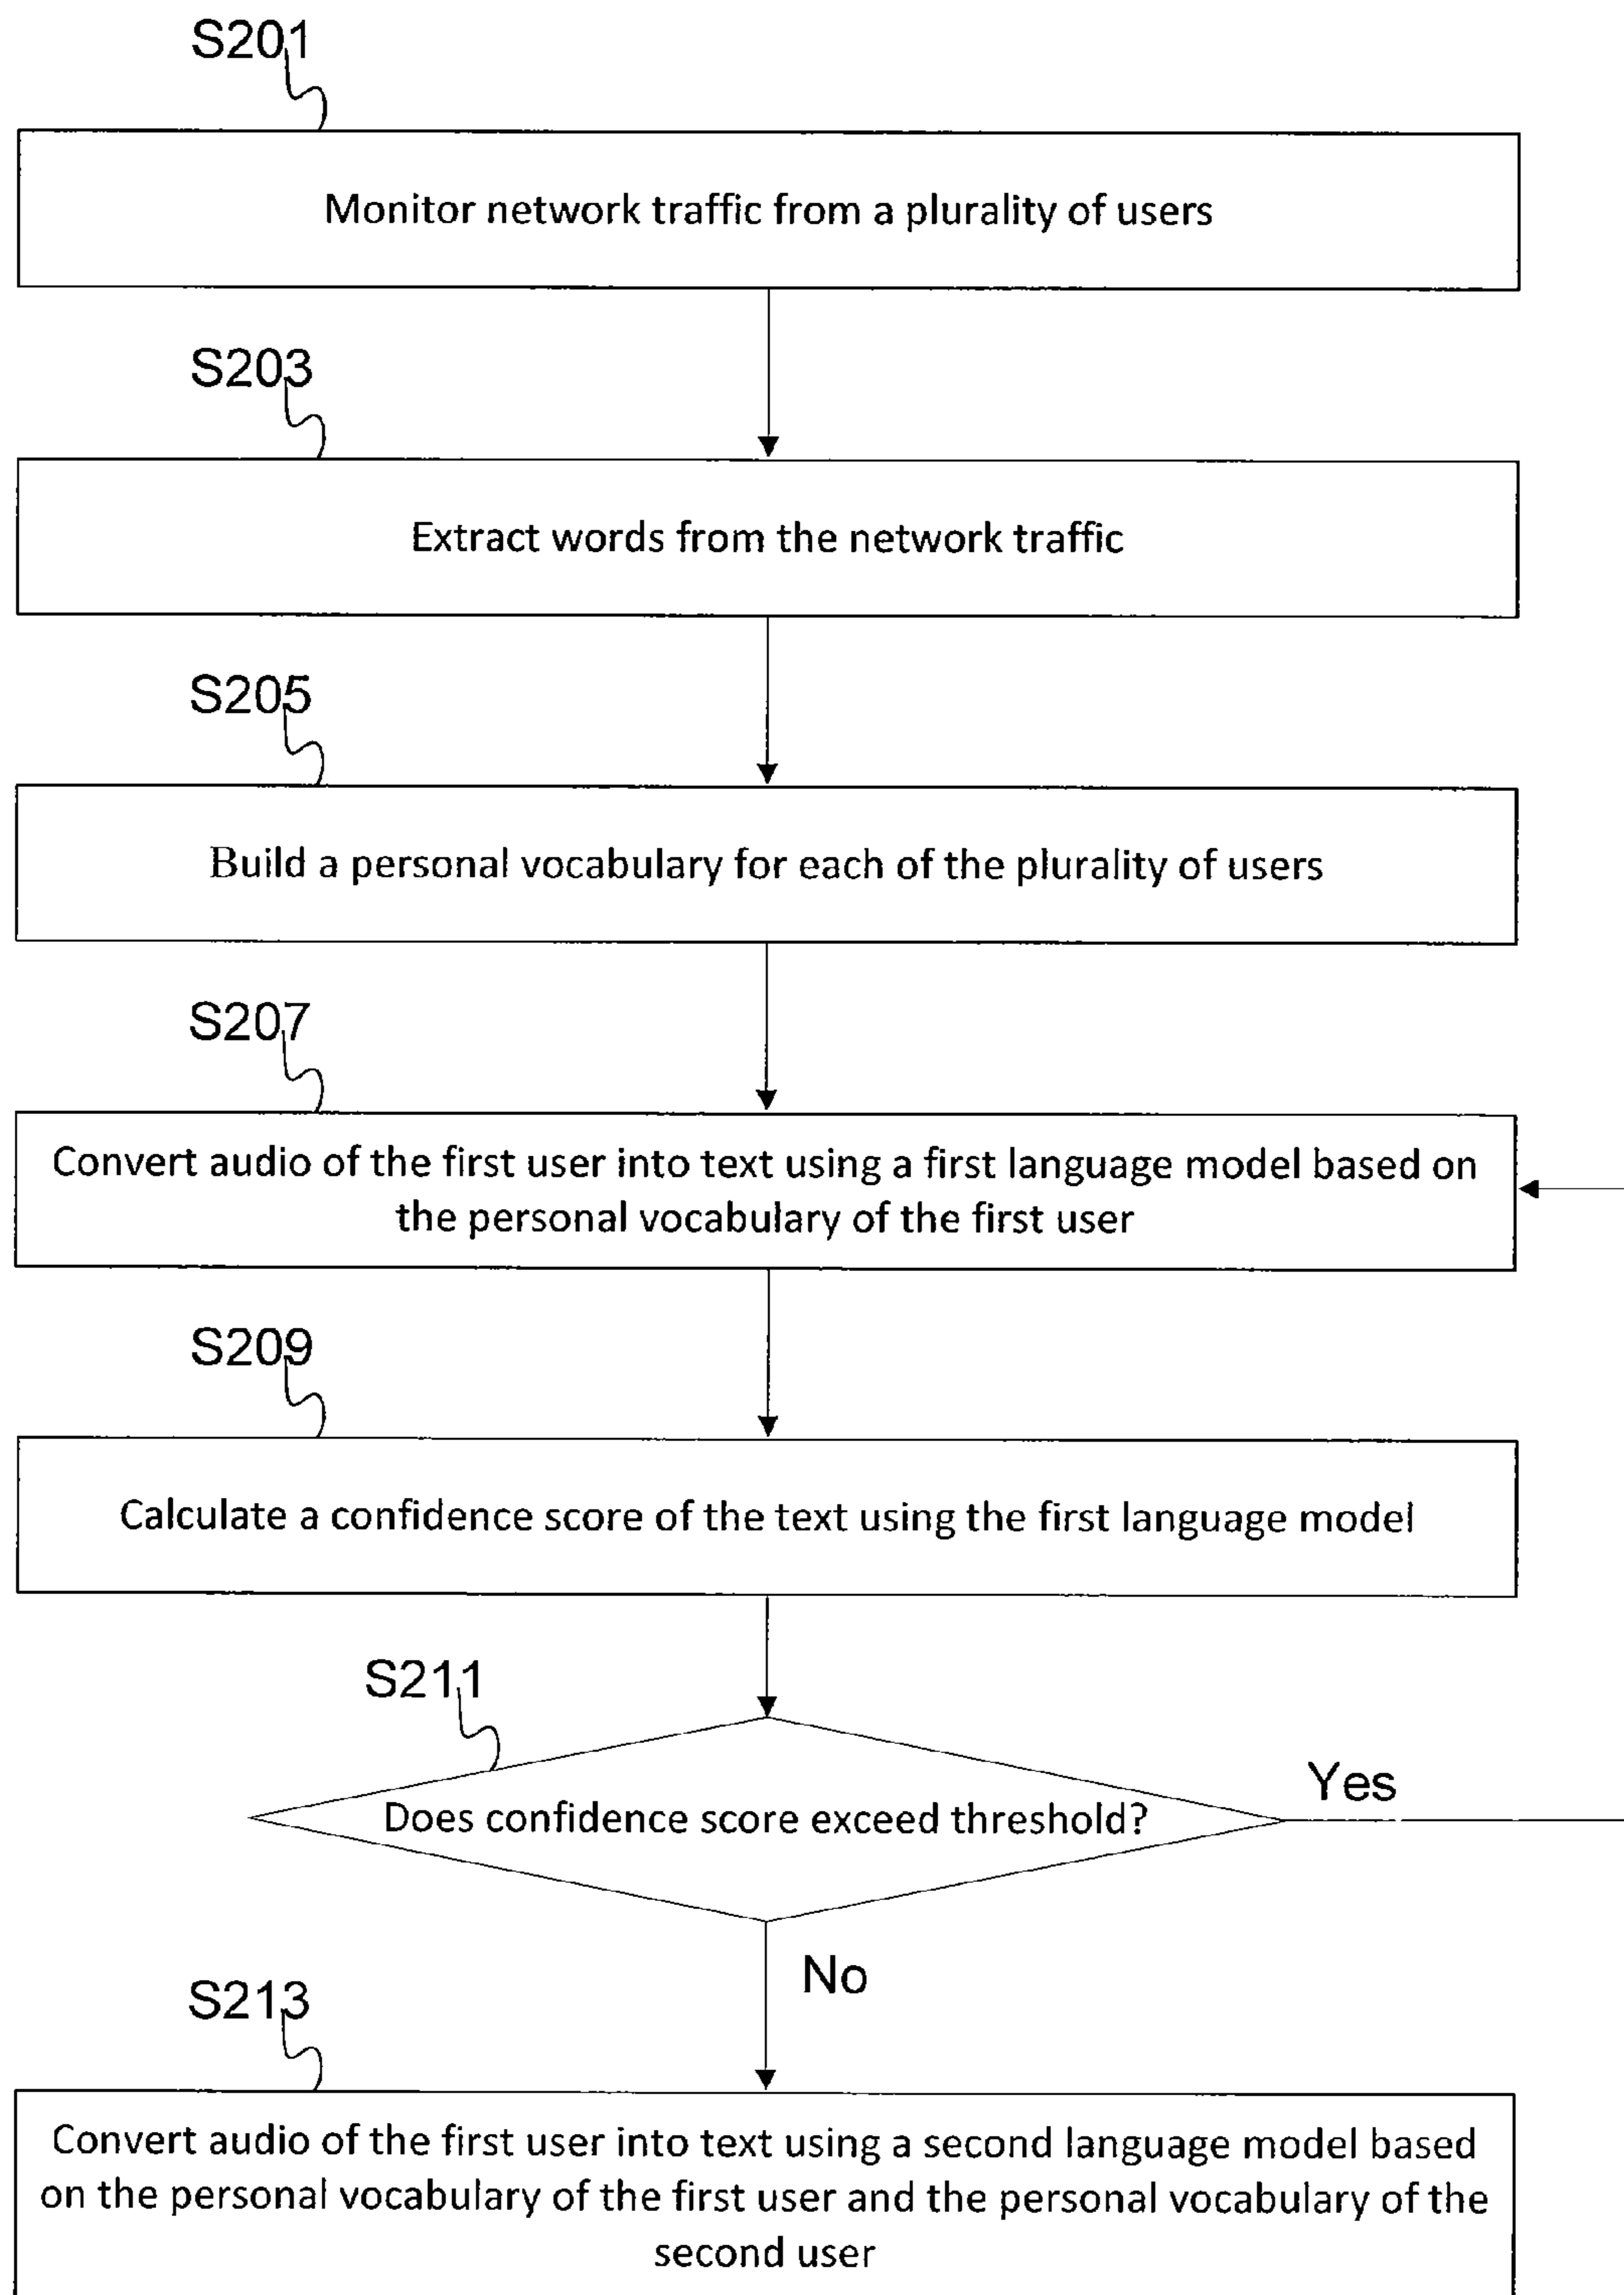 S201
Monitor network traffic from a plurality of users
S203
Extract words from the network traffic
S205
Build a personal vocabulary for each of the plurality of users
S207
Convert audio of the first user into text using a first language model based on
the personal vocabulary of the first user
S209
Calculate a confidence score of the text using the first language model
S211
Does confidence score exceed threshold?
Yes
No
S213
Convert audio of the first user into text using a second language model based
on the personal vocabulary of the first user and the personal vocabulary of the
second user